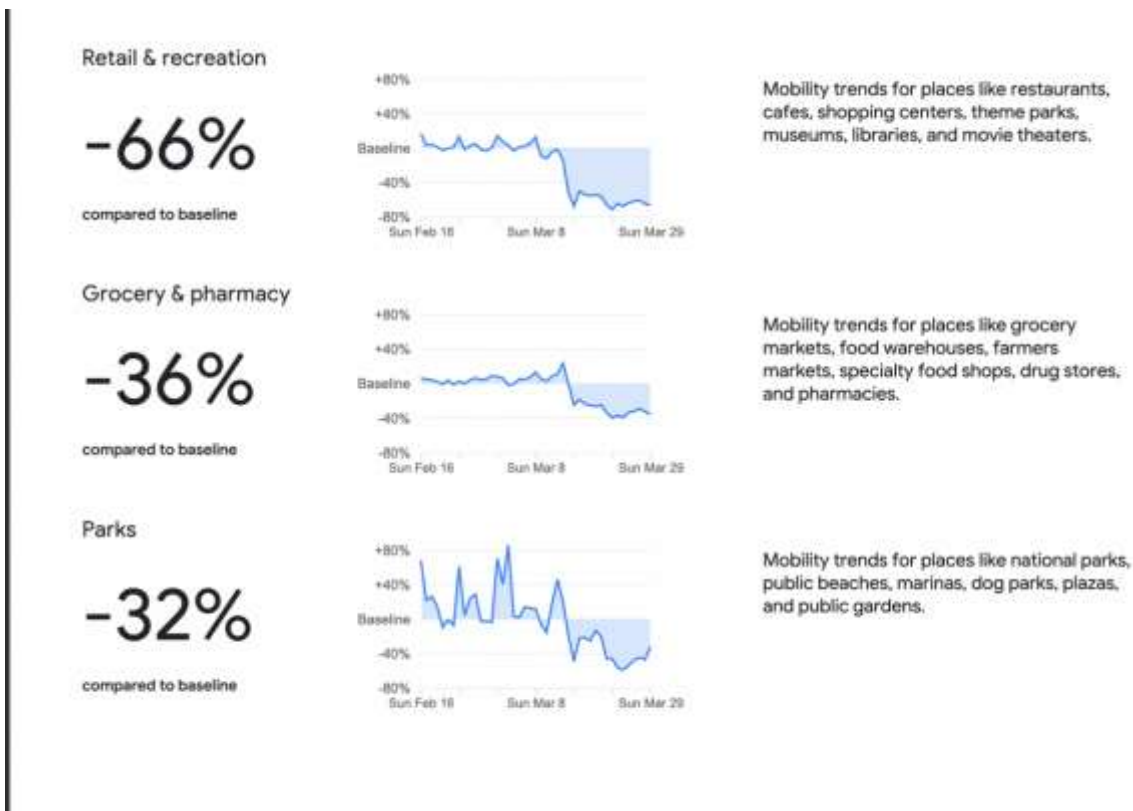 Retail & recreation
-66%
compared to baseline
+80%
+40%
Baseline
-40%
-80%
Sun Feb 16 Sun Mar 8 Sun Mar 29
Mobility trends for places like restaurants,
cafes, shopping centers, theme parks,
museums, libraries, and movie theaters.
Grocery & pharmacy
-36%
compared to baseline
+80%
+40%
Baseline
-40%
-80%
Sun Feb 16 Sun Mar 8 Sun Mar 29
Mobility trends for places like grocery
markets, food warehouses, farmers
markets, specialty food shops, drug stores,
and pharmacies.
Parks
-32%
compared to baseline
+80%
+40%
Baseline
-40%
-80%
Sun Feb 16 Sun Mar 8 Sun Mar 29
Mobility trends for places like national parks,
public beaches, marinas, dog parks, plazas,
and public gardens.